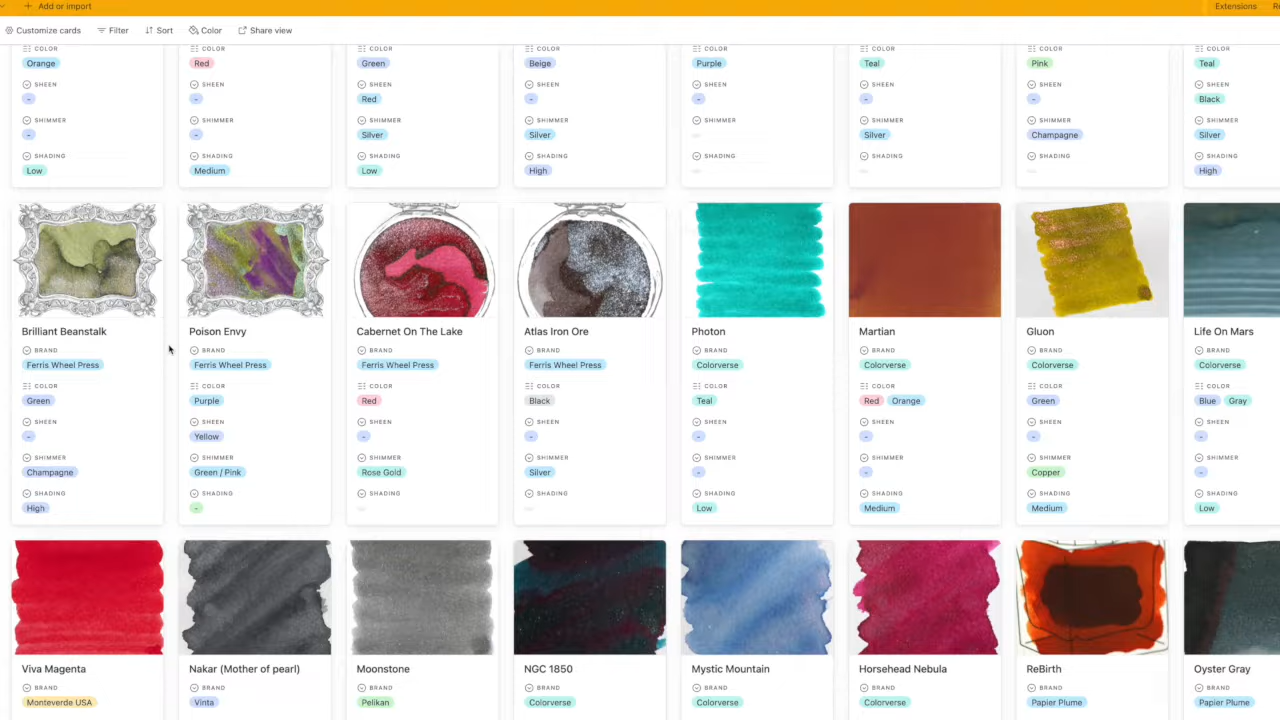 + Add or import Extensions
Customize cards Filter Sort Color Share view
COLOR COLOR COLOR COLOR COLOR COLOR COLOR
Orange Red Green Beige Purple Teal Pink Teal
SHEEN SHEEN SHEEN SHEEN SHEEN SHEEN SHEEN SHEEN
- - Red - - - - Black
SHIMMER SHIMMER SHIMMER SHIMMER SHIMMER SHIMMER SHIMMER SHIMMER
- - Silver Silver Silver Champagne Silver
SHADING SHADING SHADING SHADING SHADING SHADING SHADING SHADING
Low Medium Low High High
Brilliant Beanstalk Poison Envy Cabernet On The Lake Atlas Iron Ore Photon Martian Gluon Life On Mars
BRAND BRAND BRAND BRAND BRAND BRAND BRAND BRAND
Ferris Wheel Press Ferris Wheel Press Ferris Wheel Press Ferris Wheel Press Colorverse Colorverse Colorverse Colorverse
COLOR COLOR COLOR COLOR COLOR COLOR COLOR COLOR
Green Purple Red Black Teal Red Orange Green Blue Gray
SHEEN SHEEN SHEEN SHEEN SHEEN SHEEN SHEEN SHEEN
- Yellow - - - - - -
SHIMMER SHIMMER SHIMMER SHIMMER SHIMMER SHIMMER SHIMMER SHIMMER
Champagne Green / Pink Rose Gold Silver - - Copper -
SHADING SHADING SHADING SHADING SHADING SHADING SHADING SHADING
High - Low Medium Medium Low
Viva Magenta Nakar (Mother of pearl) Moonstone NGC 1850 Mystic Mountain Horsehead Nebula ReBirth Oyster Gray
BRAND BRAND BRAND BRAND BRAND BRAND BRAND BRAND
Monteverde USA Vinta Pelikan Colorverse Colorverse Colorverse Papier Plume Papier Plume